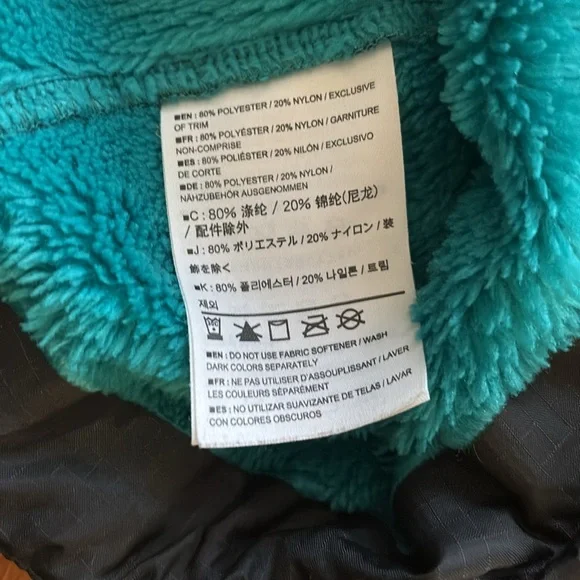 ■EN : 80% POLYESTER / 20% NYLON / EXCLUSIVE
OF TRIM
■FR : 80% POLYESTER / 20% NYLON / GARNITURE
NON-COMPRISE
■ES : 80% POLIÉSTER / 20% NILÓN / EXCLUSIVO
DE CORTE
■DE : 80% POLYESTER / 20% NYLON /
NÄHZUBEHÖR AUSGENOMMEN
■C : 80% 涤纶 / 20% 锦纶(尼龙)
/ 配件除外
■J : 80% ポリエステル / 20% ナイロン / 装
飾を除く
■K : 80% 폴리에스터 / 20% 나일론 / 트림
제외
■EN : DO NOT USE FABRIC SOFTENER / WASH
DARK COLORS SEPARATELY
■FR : NE PAS UTILISER D'ASSOUPLISSANT / LAVER
LES COULEURS SÉPARÉMENT
■ES : NO UTILIZAR SUAVIZANTE DE TELAS / LAVAR
CON COLORES OBSCUROS